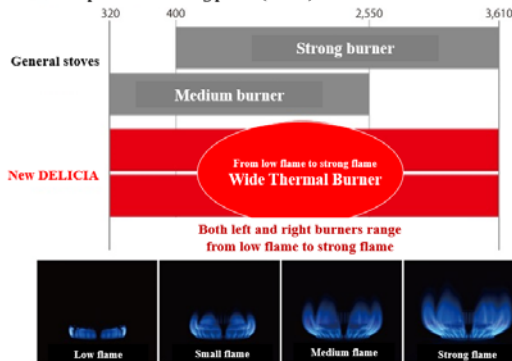 320 400 2,550 3,610
General stoves
Strong burner
Medium burner
New DELICIA
From low flame to strong flame
Wide Thermal Burner
Both left and right burners range
from low flame to strong flame
Low flame
Small flame
Medium flame
Strong flame